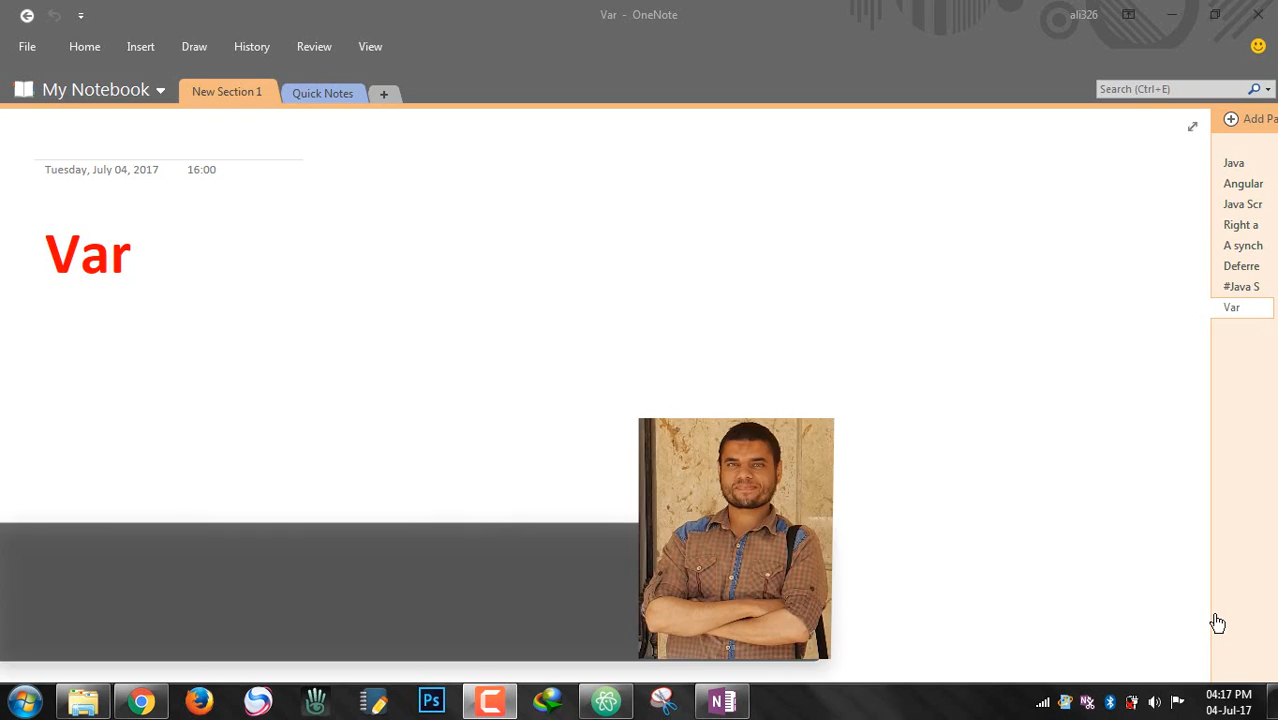 Var - OneNote
ali326
File Home Insert Draw History Review View
My Notebook New Section 1 Quick Notes
Search (Ctrl+E)
Add Pa
Tuesday, July 04, 2017 16:00
Var
Java
Angular
Java Scr
Right a
A synch
Deferre
#Java S
Var
Ps
N
04:17 PM
04-Jul-17